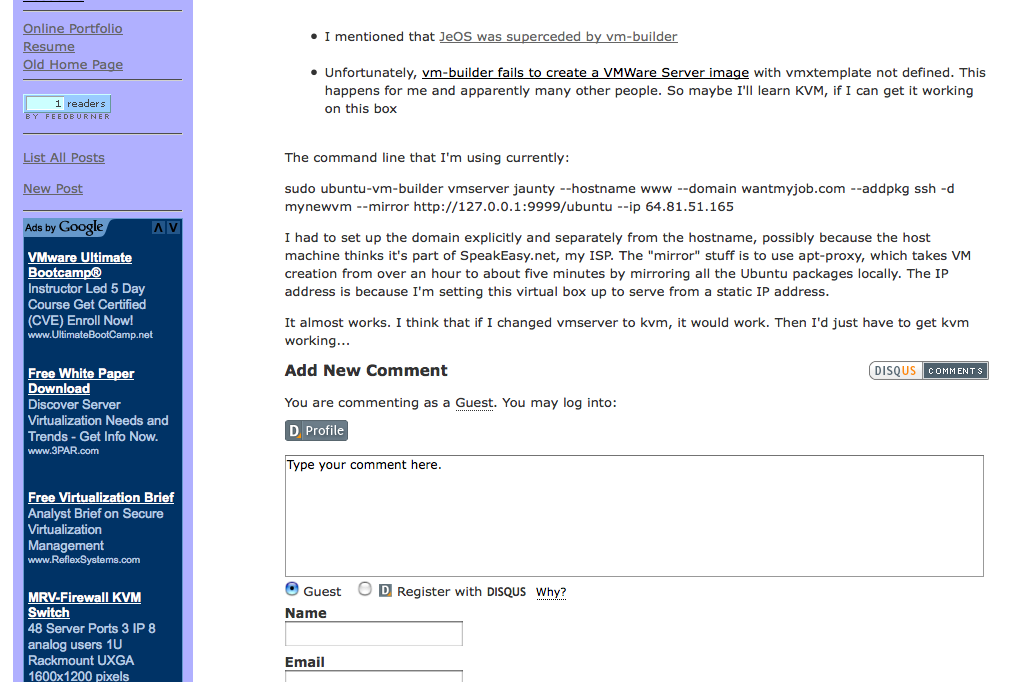 Online Portfolio
Resume
Old Home Page
1 readers
BY FEEDBURNER
List All Posts
New Post
Ads by Google
VMware Ultimate
Bootcamp®
Instructor Led 5 Day
Course Get Certified
(CVE) Enroll Now!
www.UltimateBootCamp.net
Free White Paper
Download
Discover Server
Virtualization Needs and
Trends - Get Info Now.
www.3PAR.com
Free Virtualization Brief
Analyst Brief on Secure
Virtualization
Management
www.ReflexSystems.com
MRV-Firewall KVM
Switch
48 Server Ports 3 IP 8
analog users 1U
Rackmount UXGA
1600x1200 pixels
• I mentioned that JeOS was superceded by vm-builder
• Unfortunately, vm-builder fails to create a VMWare Server image with vmxtemplate not defined. This
happens for me and apparently many other people. So maybe I'll learn KVM, if I can get it working
on this box
The command line that I'm using currently:
sudo ubuntu-vm-builder vmserver jaunty --hostname www --domain wantmyjob.com --addpkg ssh -d
mynewvm --mirror http://127.0.0.1:9999/ubuntu --ip 64.81.51.165
I had to set up the domain explicitly and separately from the hostname, possibly because the host
machine thinks it's part of SpeakEasy.net, my ISP. The "mirror" stuff is to use apt-proxy, which takes VM
creation from over an hour to about five minutes by mirroring all the Ubuntu packages locally. The IP
address is because I'm setting this virtual box up to serve from a static IP address.
It almost works. I think that if I changed vmserver to kvm, it would work. Then I'd just have to get kvm
working...
Add New Comment
DISQUS COMMENTS
You are commenting as a Guest. You may log into:
D Profile
Type your comment here.
Guest D Register with DISQUS Why?
Name
Email